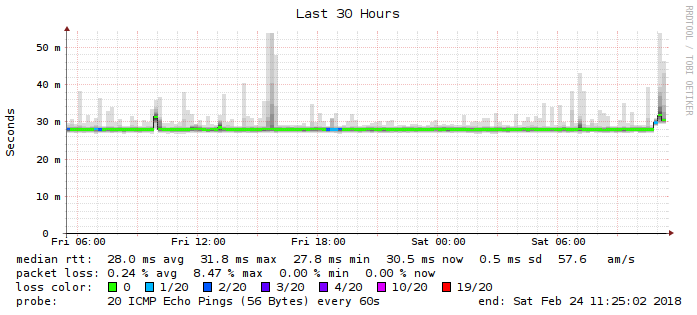 Last 30 Hours
RRDTOOL / TOBI OETIKER
Seconds
50 m
40 m
30 m
20 m
10 m
0
Fri 06:00 Fri 12:00 Fri 18:00 Sat 00:00 Sat 06:00
median rtt: 28.0 ms avg 31.8 ms max 27.8 ms min 30.5 ms now 0.5 ms sd 57.6 am/s
packet loss: 0.24 % avg 8.47 % max 0.00 % min 0.00 % now
loss color: 0 1/20 2/20 3/20 4/20 10/20 19/20
probe: 20 ICMP Echo Pings (56 Bytes) every 60s end: Sat Feb 24 11:25:02 2018